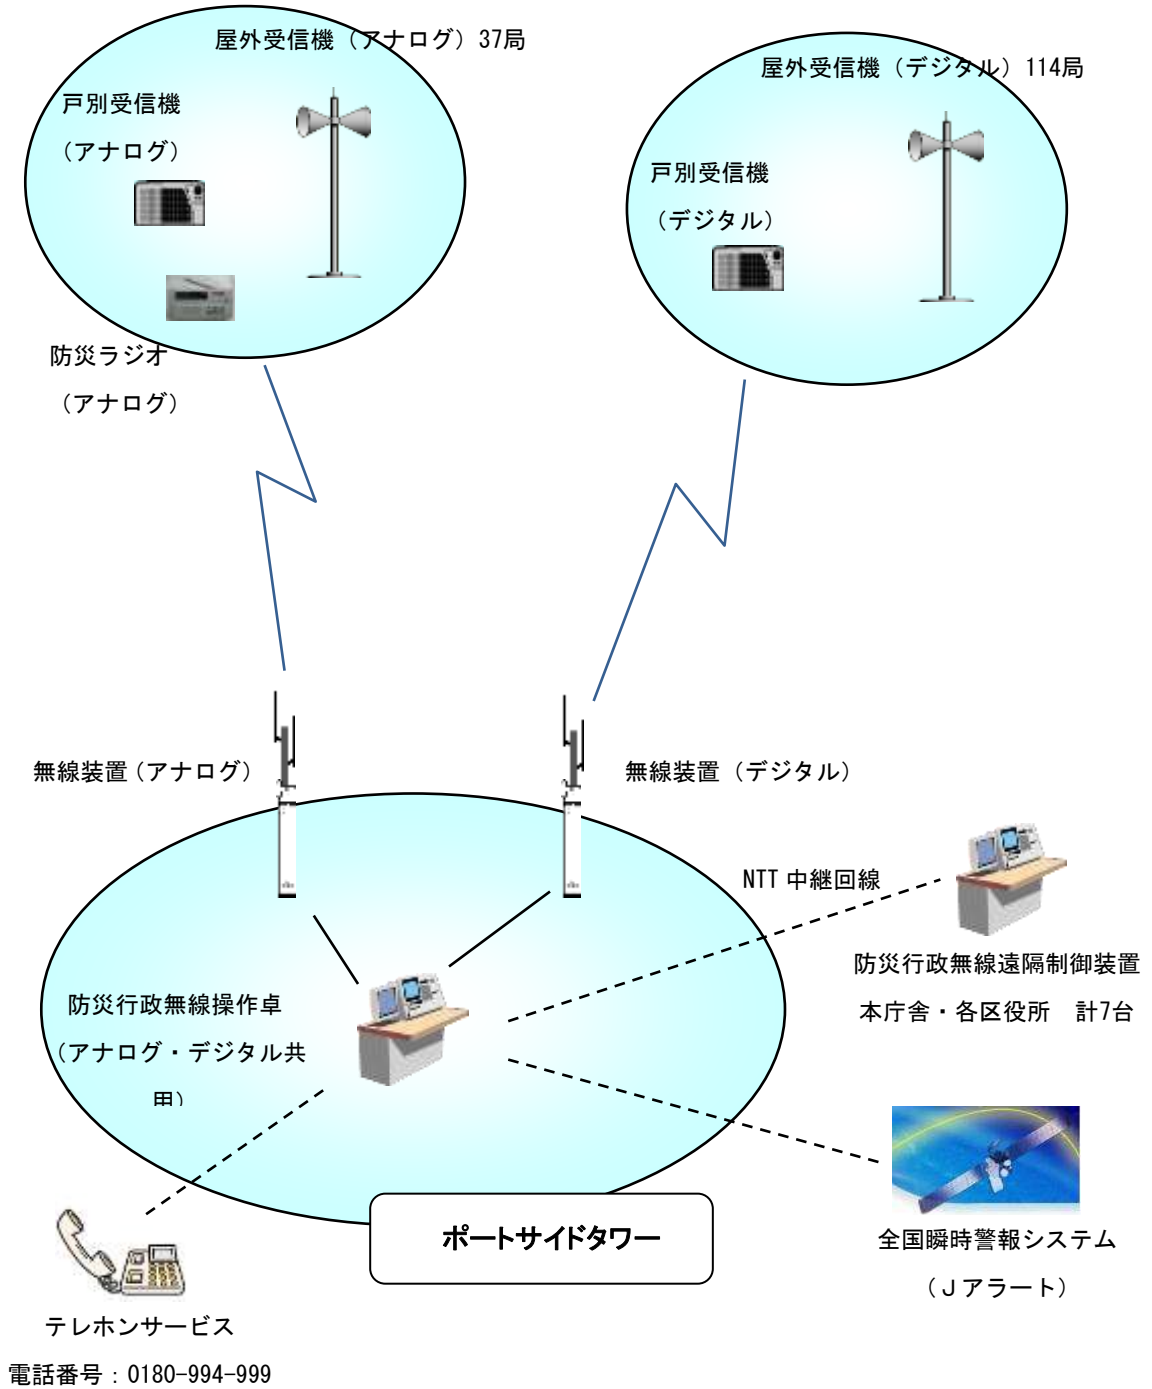 屋外受信機（アナログ）37局
屋外受信機（デジタル）114局
戸別受信機
（アナログ）
戸別受信機
（デジタル）
防災ラジオ
（アナログ）
無線装置（アナログ）
無線装置（デジタル）
NTT 中継回線
防災行政無線遠隔制御装置
本庁舎・各区役所　計7台
防災行政無線操作卓
（アナログ・デジタル共
用）
ポートサイドタワー
全国瞬時警報システム
（Ｊアラート）
テレホンサービス
電話番号：0180-994-999